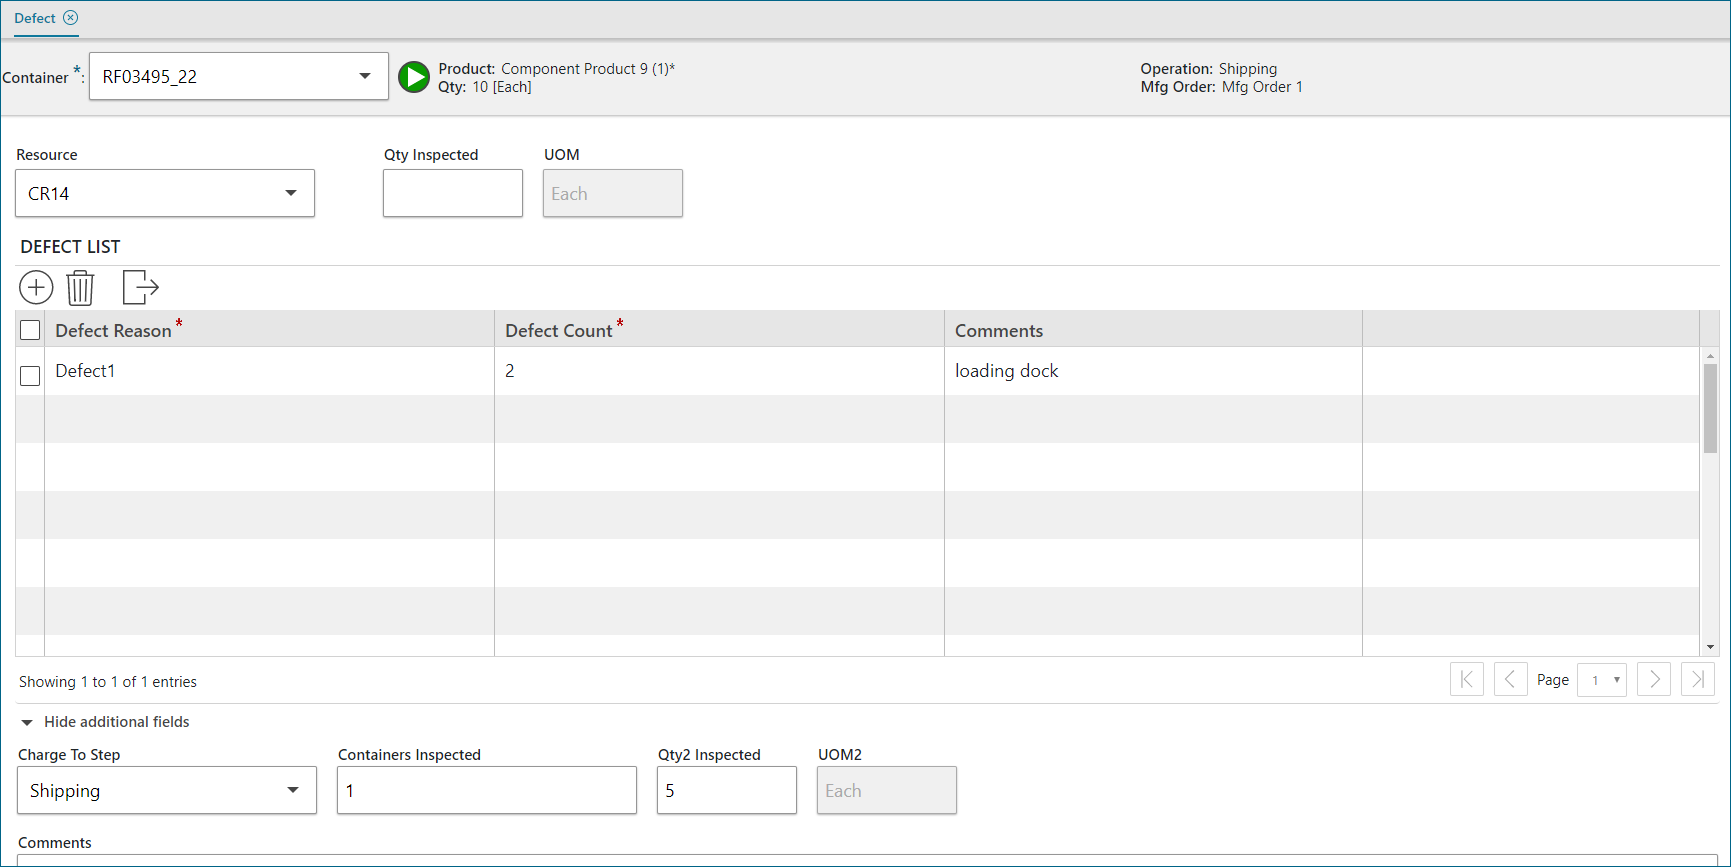 Defect
Container *: RF03495_22
Product: Component Product 9 (1)*
Qty: 10 [Each]
Operation: Shipping
Mfg Order: Mfg Order 1
Resource
Qty Inspected
UOM
CR14
Each
DEFECT LIST
Defect Reason * Defect Count * Comments
Defect1 2 loading dock
Showing 1 to 1 of 1 entries
Page 1
Hide additional fields
Charge To Step
Containers Inspected
Qty2 Inspected
UOM2
Shipping
1
5
Each
Comments